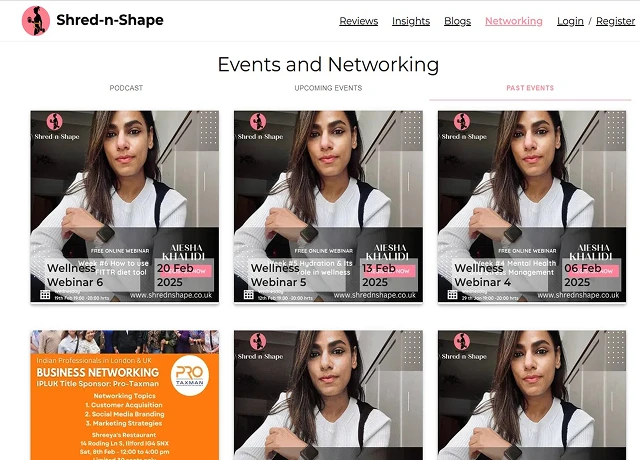 Shred-n-Shape
Reviews Insights Blogs Networking Login / Register
Events and Networking
PODCAST UPCOMING EVENTS PAST EVENTS
Shred-n-Shape
FREE ONLINE WEBINAR
AIESHA KHALIDI
Week #6 How to use
diet tool
Wellness Webinar 6
20 Feb 2025
www.shrednshape.co.uk
Shred-n-Shape
FREE ONLINE WEBINAR
AIESHA KHALIDI
Week #5 Hydration & Its
role in wellness
Wellness Webinar 5
13 Feb 2025
www.shrednshape.co.uk
Shred-n-Shape
FREE ONLINE WEBINAR
AIESHA KHALIDI
Week #4 Mental Health
Stress Management
Wellness Webinar 4
06 Feb 2025
www.shrednshape.co.uk
Indian Professionals in London & UK
BUSINESS NETWORKING
IPLUK Title Sponsor: Pro-Taxman
PRO
TAXMAN
Networking Topics
1. Customer Acquisition
2. Social Media Branding
3. Marketing Strategies
Shreeya's Restaurant
14 Roding Ln S, Ilford IG4 5NX
Sat, 8th Feb - 12:00 to 4:00 pm
Shred-n-Shape
Shred-n-Shape